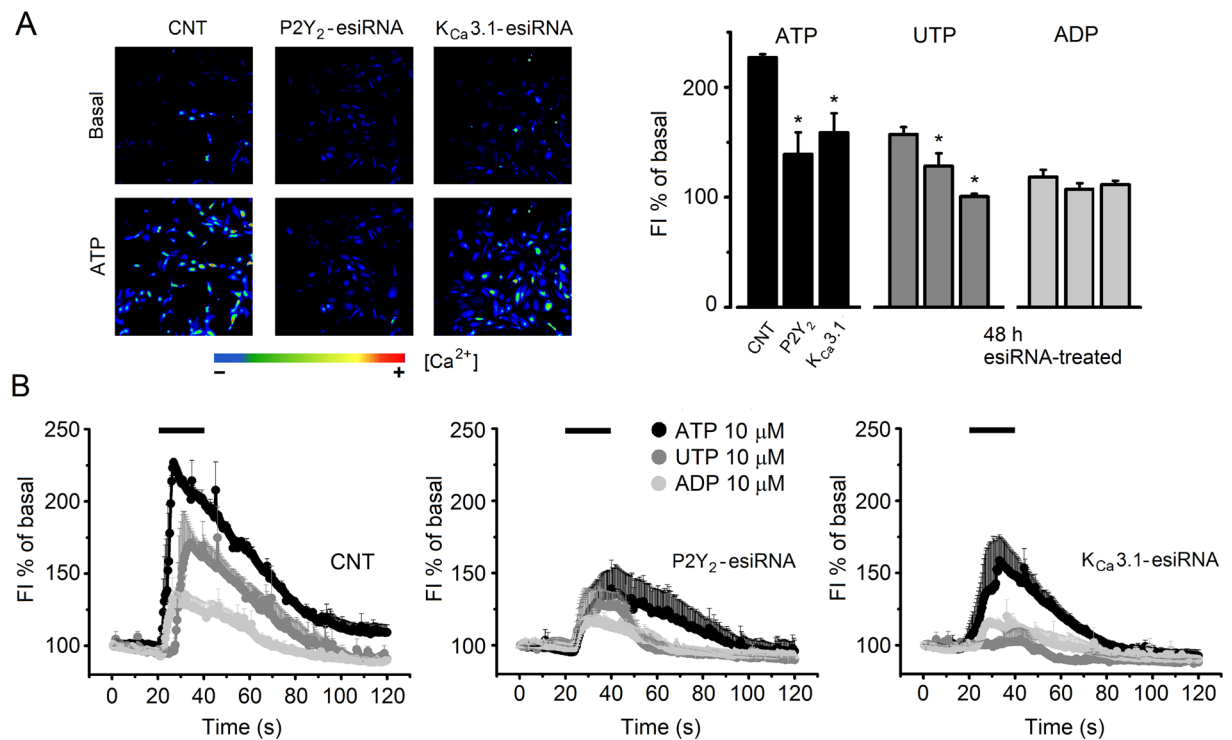 A
CNT
P2Y₂-esiRNA
K_Ca3.1-esiRNA
Basal
ATP
−
+
[Ca²⁺]
ATP
UTP
ADP
FI % of basal
200
100
0
*
*
*
*
CNT
P2Y₂
K_Ca3.1
48 h
esiRNA-treated
B
FI % of basal
250
200
150
100
CNT
0 20 40 60 80 100 120
Time (s)
FI % of basal
250
200
150
100
ATP 10 μM
UTP 10 μM
ADP 10 μM
P2Y₂-esiRNA
0 20 40 60 80 100 120
Time (s)
FI % of basal
250
200
150
100
K_Ca3.1-esiRNA
0 20 40 60 80 100 120
Time (s)